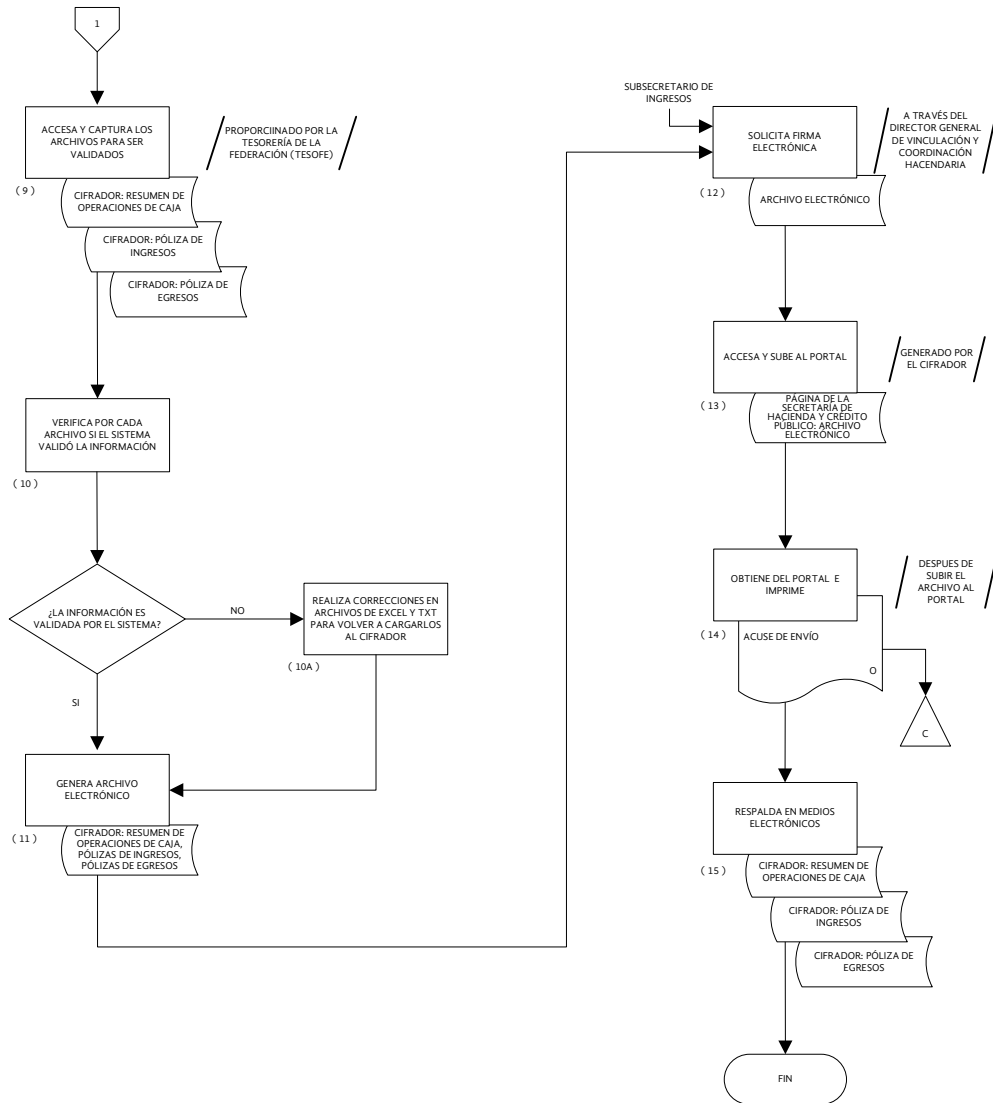 1
ACCESA Y CAPTURA LOS
ARCHIVOS PARA SER
VALIDADOS
PROPORCIINADO POR LA
TESORERÍA DE LA
FEDERACIÓN (TESOFE)
( 9 )
CIFRADOR: RESUMEN DE
OPERACIONES DE CAJA
CIFRADOR: PÓLIZA DE
INGRESOS
CIFRADOR: PÓLIZA DE
EGRESOS
VERIFICA POR CADA
ARCHIVO SI EL SISTEMA
VALIDÓ LA INFORMACIÓN
( 10 )
¿LA INFORMACIÓN ES
VALIDADA POR EL SISTEMA?
NO
REALIZA CORRECCIONES EN
ARCHIVOS DE EXCEL Y TXT
PARA VOLVER A CARGARLOS
AL CIFRADOR
( 10A )
SI
GENERA ARCHIVO
ELECTRÓNICO
( 11 )
CIFRADOR: RESUMEN DE
OPERACIONES DE CAJA,
PÓLIZAS DE INGRESOS,
PÓLIZAS DE EGRESOS
SUBSECRETARIO DE
INGRESOS
SOLICITA FIRMA
ELECTRÓNICA
A TRAVÉS DEL
DIRECTOR GENERAL
DE VINCULACIÓN Y
COORDINACIÓN
HACENDARIA
( 12 )
ARCHIVO ELECTRÓNICO
ACCESA Y SUBE AL PORTAL
GENERADO POR
EL CIFRADOR
( 13 )
PÁGINA DE LA
SECRETARÍA DE
HACIENDA Y CRÉDITO
PÚBLICO: ARCHIVO
ELECTRÓNICO
OBTIENE DEL PORTAL E
IMPRIME
DESPUES DE
SUBIR EL
ARCHIVO AL
PORTAL
( 14 )
ACUSE DE ENVÍO
O
C
RESPALDA EN MEDIOS
ELECTRÓNICOS
( 15 )
CIFRADOR: RESUMEN DE
OPERACIONES DE CAJA
CIFRADOR: PÓLIZA DE
INGRESOS
CIFRADOR: PÓLIZA DE
EGRESOS
FIN